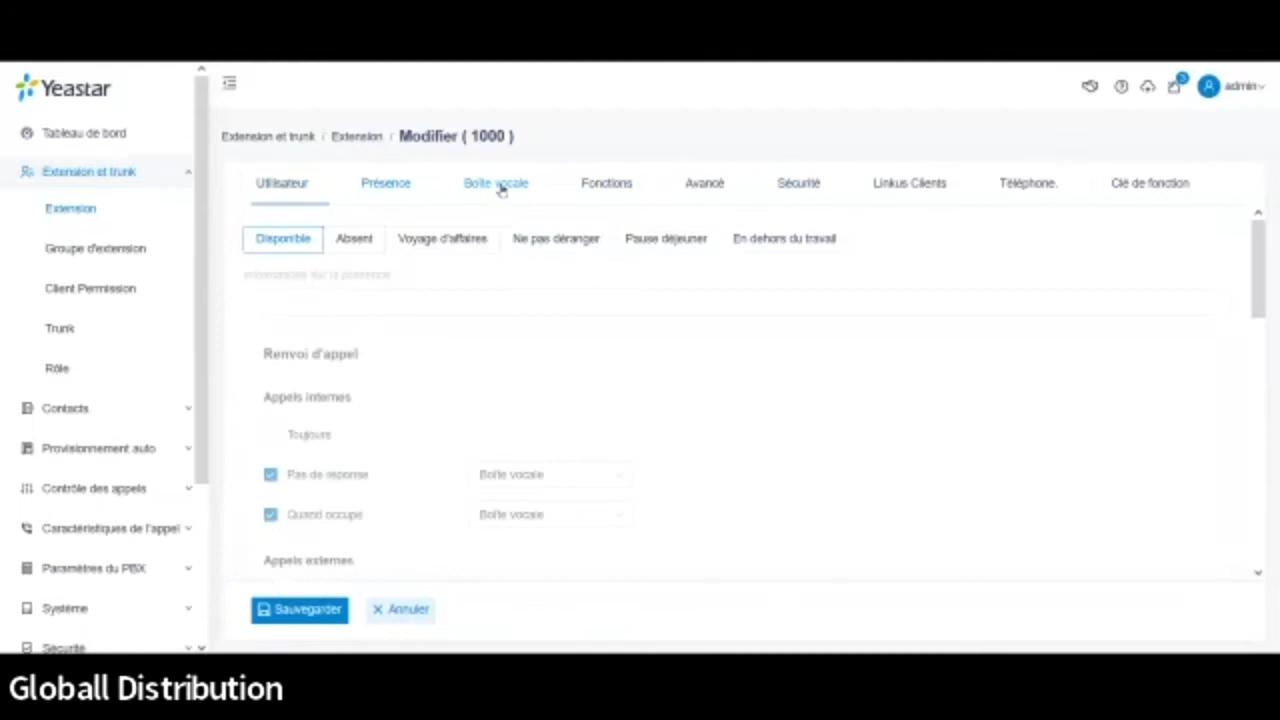 Yeastar
admin
Tableau de bord
Extension et trunk / Extension / Modifier ( 1000 )
Extension et trunk
Utilisateur
Présence
Boîte vocale
Fonctions
Avancé
Sécurité
Linkus Clients
Téléphone.
Clé de fonction
Extension
Disponible
Absent
Voyage d'affaires
Ne pas déranger
Pause déjeuner
En dehors du travail
Groupe d'extension
Client Permission
Trunk
Renvoi d'appel
Rôle
Appels internes
Contacts
Toujours
Provisionnement auto
Pas de réponse
Boîte vocale
Contrôle des appels
Quand occupé
Boîte vocale
Caractéristiques de l'appel
Appels externes
Paramètres du PBX
Système
Sauvegarder
Annuler
Sécurité
Globall Distribution